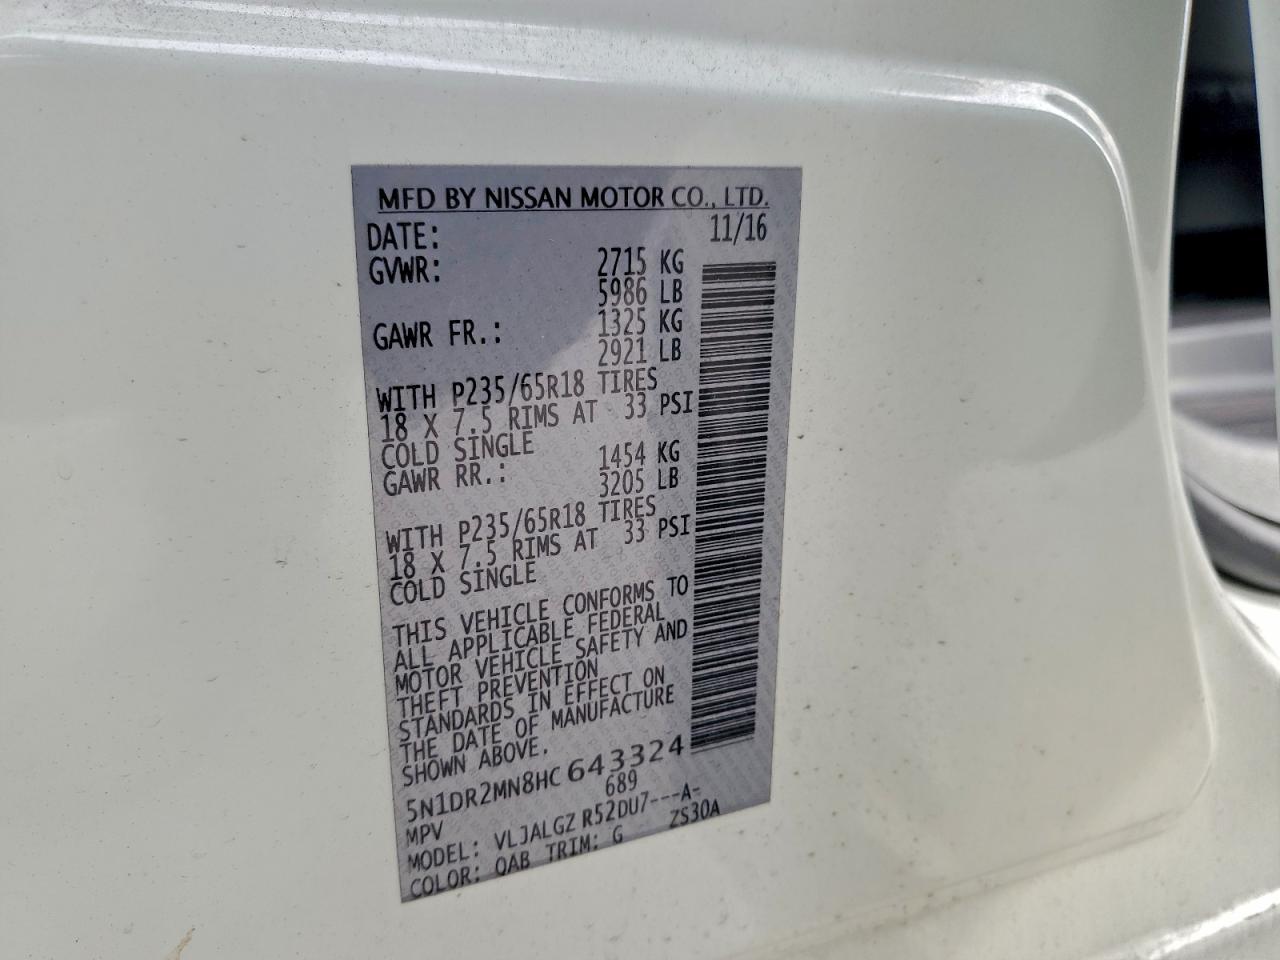 MFD BY NISSAN MOTOR CO., LTD.
DATE: 11/16
GVWR: 2715 KG
5986 LB
GAWR FR.: 1325 KG
2921 LB
WITH P235/65R18 TIRES
18 X 7.5 RIMS AT 33 PSI
COLD SINGLE
GAWR RR.: 1454 KG
3205 LB
WITH P235/65R18 TIRES
18 X 7.5 RIMS AT 33 PSI
COLD SINGLE
THIS VEHICLE CONFORMS TO
ALL APPLICABLE FEDERAL
MOTOR VEHICLE SAFETY AND
THEFT PREVENTION
STANDARDS IN EFFECT ON
THE DATE OF MANUFACTURE
SHOWN ABOVE.
5N1DR2MN8HC643324
MPV 689
MODEL: VLJALGZ R52DU7---A-
COLOR: QAB TRIM: G ZS30A